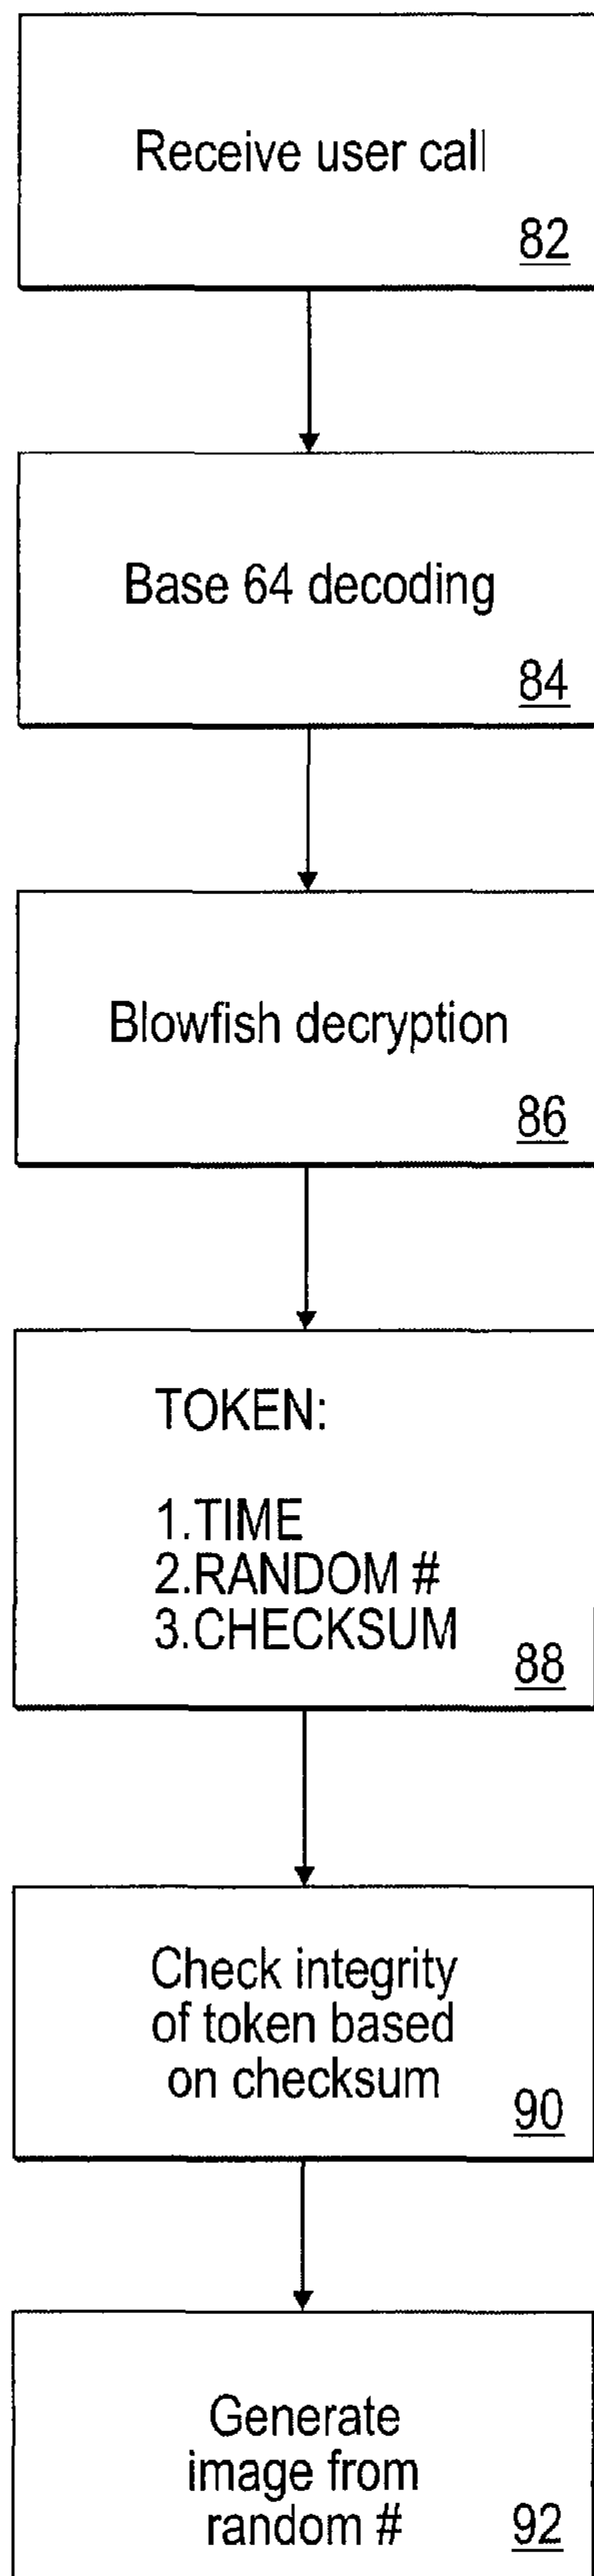 Receive user call
82
Base 64 decoding
84
Blowfish decryption
86
TOKEN:
1.TIME
2.RANDOM #
3.CHECKSUM
88
Check integrity
of token based
on checksum
90
Generate
image from
random #
92